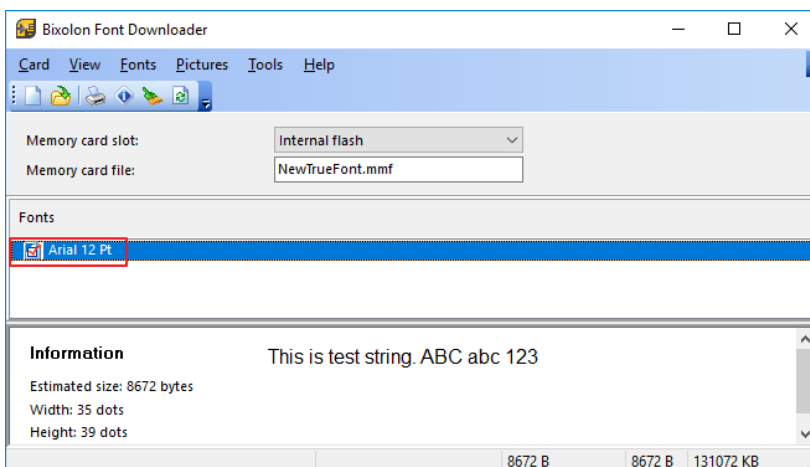 Bixolon Font Downloader
Card View Fonts Pictures Tools Help
Memory card slot: Internal flash
Memory card file: NewTrueFont.mmf
Fonts
Arial 12 Pt
Information This is test string. ABC abc 123
Estimated size: 8672 bytes
Width: 35 dots
Height: 39 dots
8672 B 8672 B 131072 KB